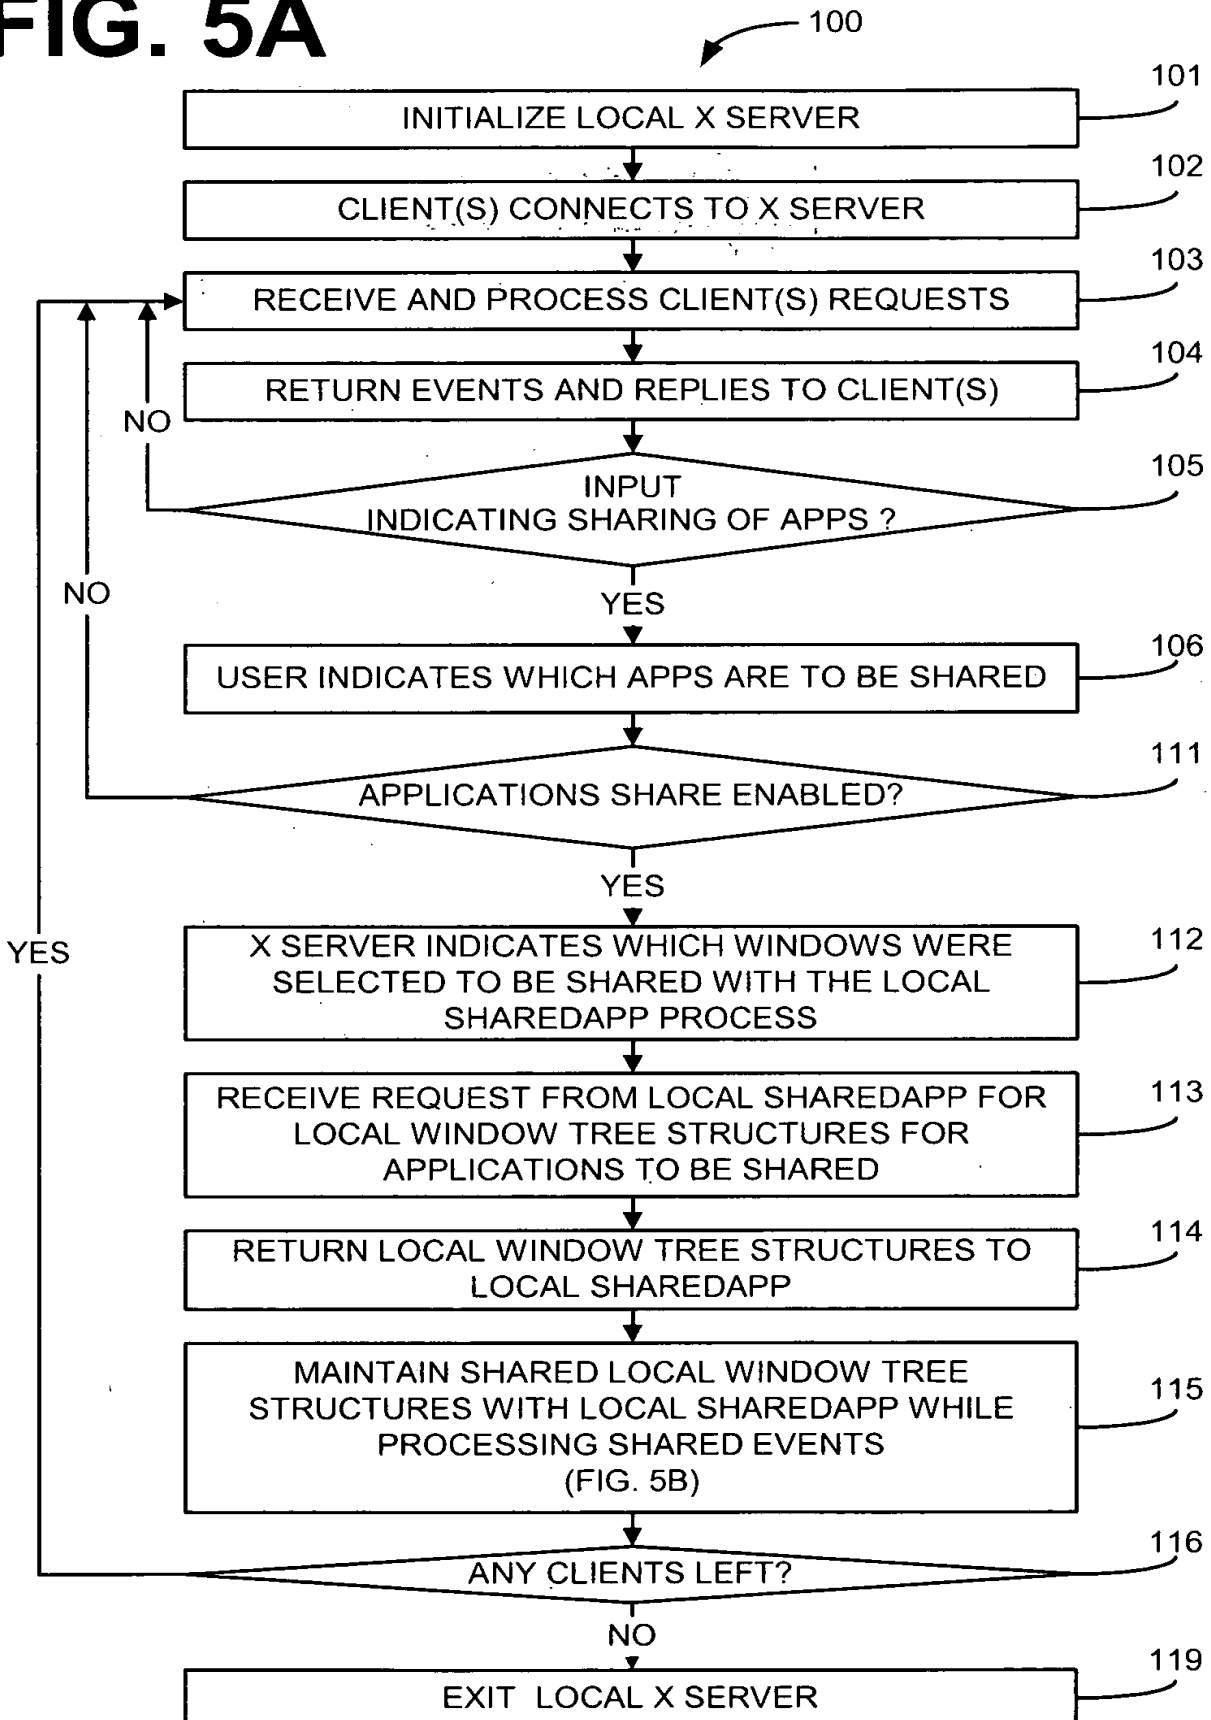 FIG. 5A
100
101
INITIALIZE LOCAL X SERVER
102
CLIENT(S) CONNECTS TO X SERVER
103
RECEIVE AND PROCESS CLIENT(S) REQUESTS
104
RETURN EVENTS AND REPLIES TO CLIENT(S)
NO
105
INPUT
INDICATING SHARING OF APPS ?
NO
YES
106
USER INDICATES WHICH APPS ARE TO BE SHARED
111
APPLICATIONS SHARE ENABLED?
YES
YES
112
X SERVER INDICATES WHICH WINDOWS WERE
SELECTED TO BE SHARED WITH THE LOCAL
SHAREDAPP PROCESS
113
RECEIVE REQUEST FROM LOCAL SHAREDAPP FOR
LOCAL WINDOW TREE STRUCTURES FOR
APPLICATIONS TO BE SHARED
114
RETURN LOCAL WINDOW TREE STRUCTURES TO
LOCAL SHAREDAPP
115
MAINTAIN SHARED LOCAL WINDOW TREE
STRUCTURES WITH LOCAL SHAREDAPP WHILE
PROCESSING SHARED EVENTS
(FIG. 5B)
116
ANY CLIENTS LEFT?
NO
119
EXIT LOCAL X SERVER